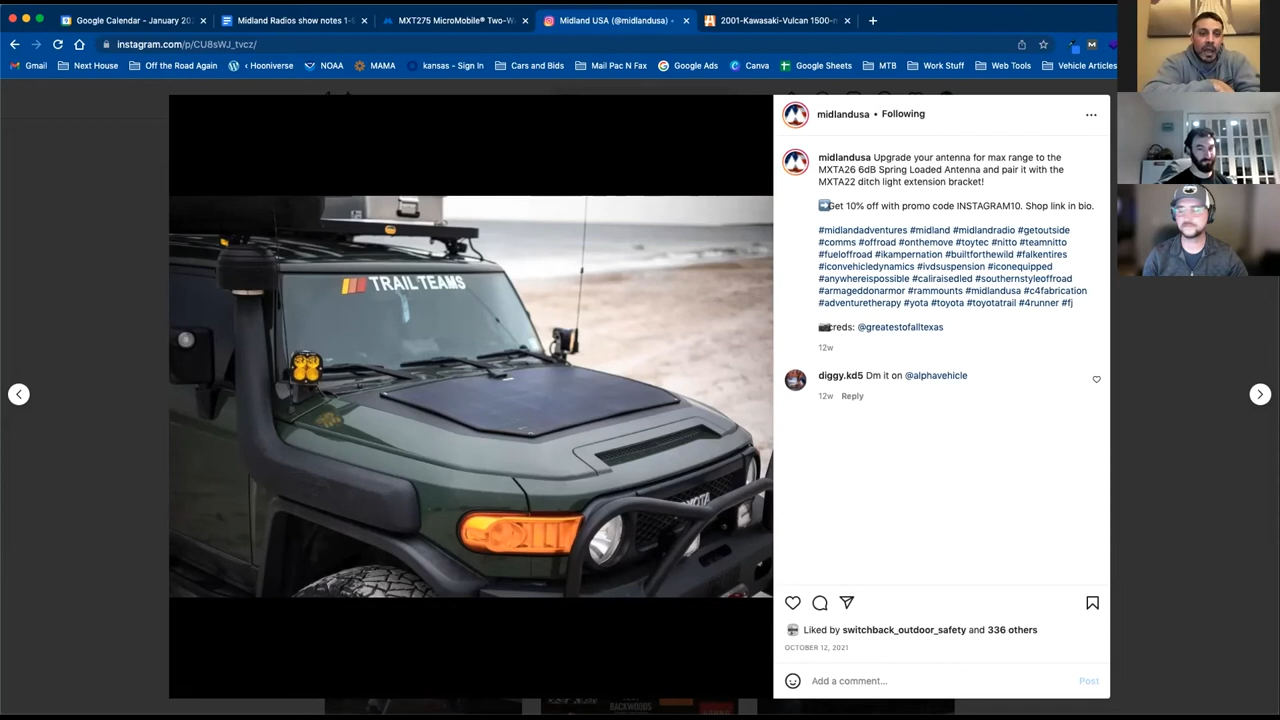 Google Calendar - January 202
Midland Radios show notes 1-
MXT275 MicroMobile® Two-W
Midland USA (@midlandusa) •
2001-Kawasaki-Vulcan 1500-n
instagram.com/p/CU8sWJ_tvcz/
Gmail
Next House
Off the Road Again
‹ Hooniverse
NOAA
MAMA
kansas - Sign In
Cars and Bids
Mail Pac N Fax
Google Ads
Canva
Google Sheets
MTB
Work Stuff
Web Tools
Vehicle Articles
TRAIL TEAMS
midlandusa • Following
midlandusa Upgrade your antenna for max range to the
MXTA26 6dB Spring Loaded Antenna and pair it with the
MXTA22 ditch light extension bracket!
Get 10% off with promo code INSTAGRAM10. Shop link in bio.
#midlandadventures #midland #midlandradio #getoutside
#comms #offroad #onthemove #toytec #nitto #teamnitto
#fueloffroad #ikampernation #builtforthewild #falkentires
#iconvehicledynamics #ivdsuspension #iconequipped
#anywhereispossible #caliraisedled #southernstyleoffroad
#armageddonarmor #rammounts #midlandusa #c4fabrication
#adventuretherapy #yota #toyota #toyotatrail #4runner #fj
creds: @greatestofalltexas
12w
diggy.kd5 Dm it on @alphavehicle
12w Reply
Liked by switchback_outdoor_safety and 336 others
OCTOBER 12, 2021
Add a comment...
Post
BACKWOODS